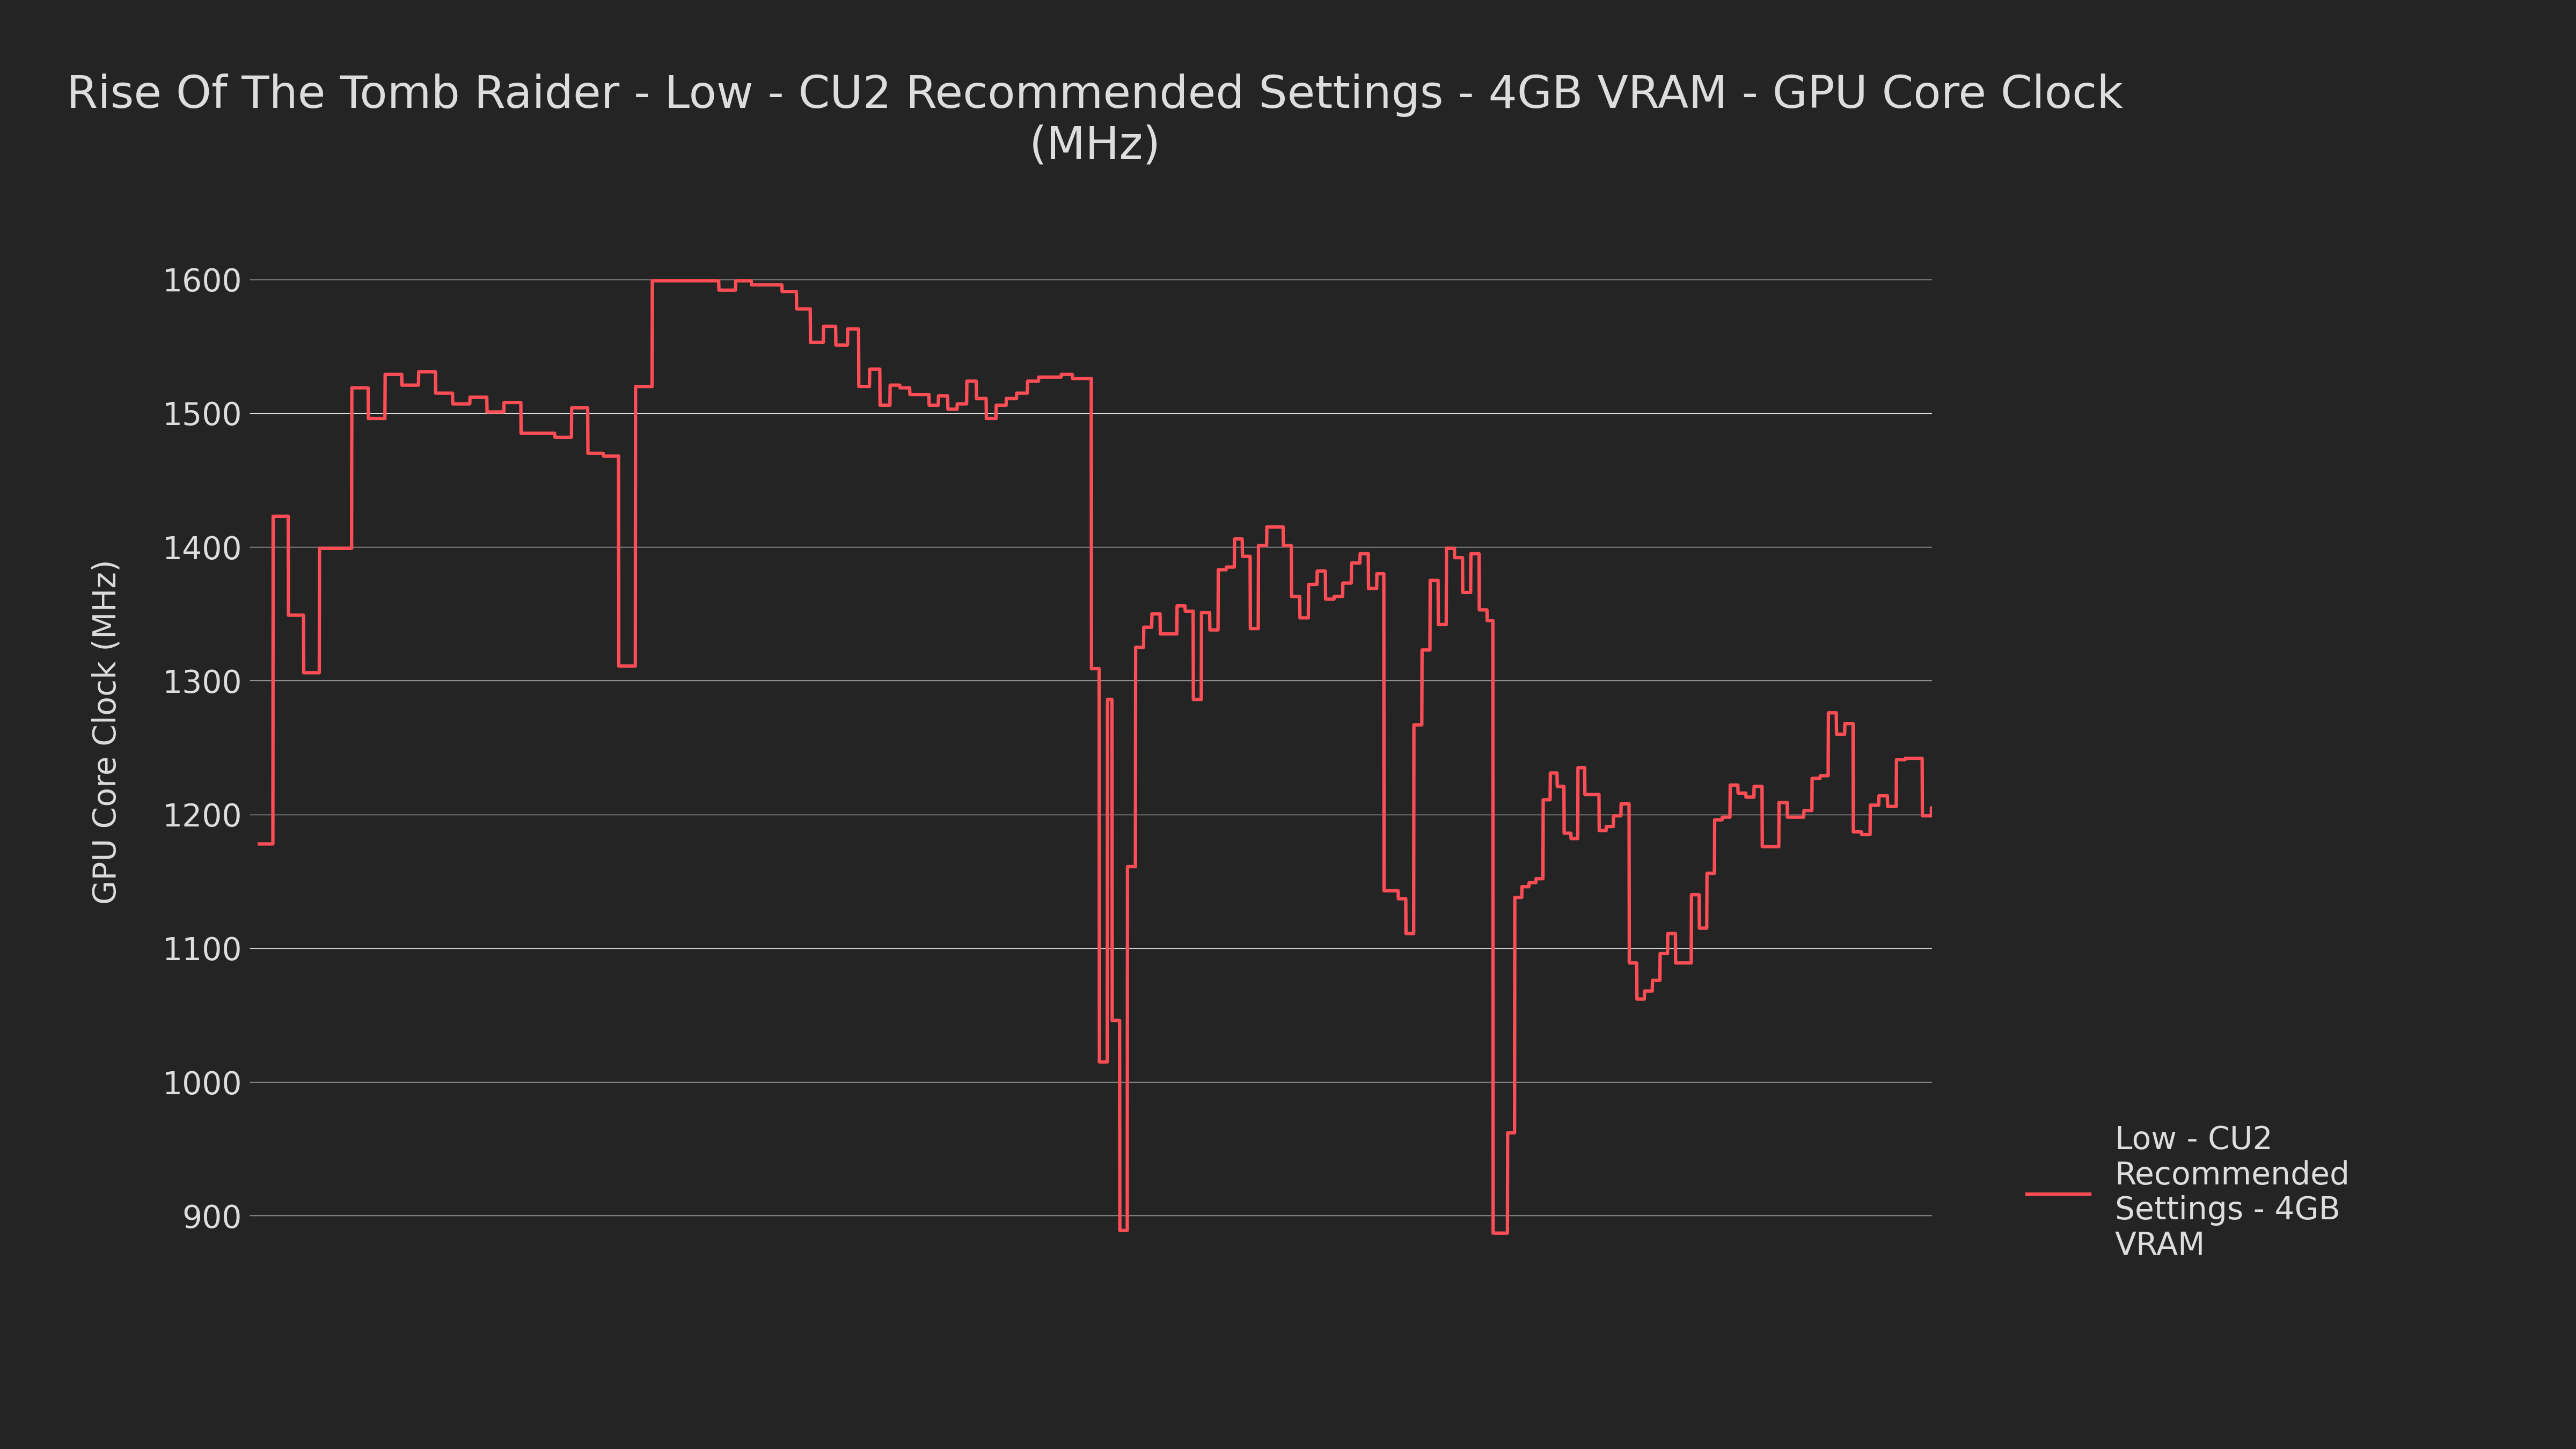 Rise Of The Tomb Raider - Low - CU2 Recommended Settings - 4GB VRAM - GPU Core Clock
(MHz)
1600
1500
1400
1300
1200
1100
1000
900
GPU Core Clock (MHz)
Low - CU2
Recommended
Settings - 4GB
VRAM